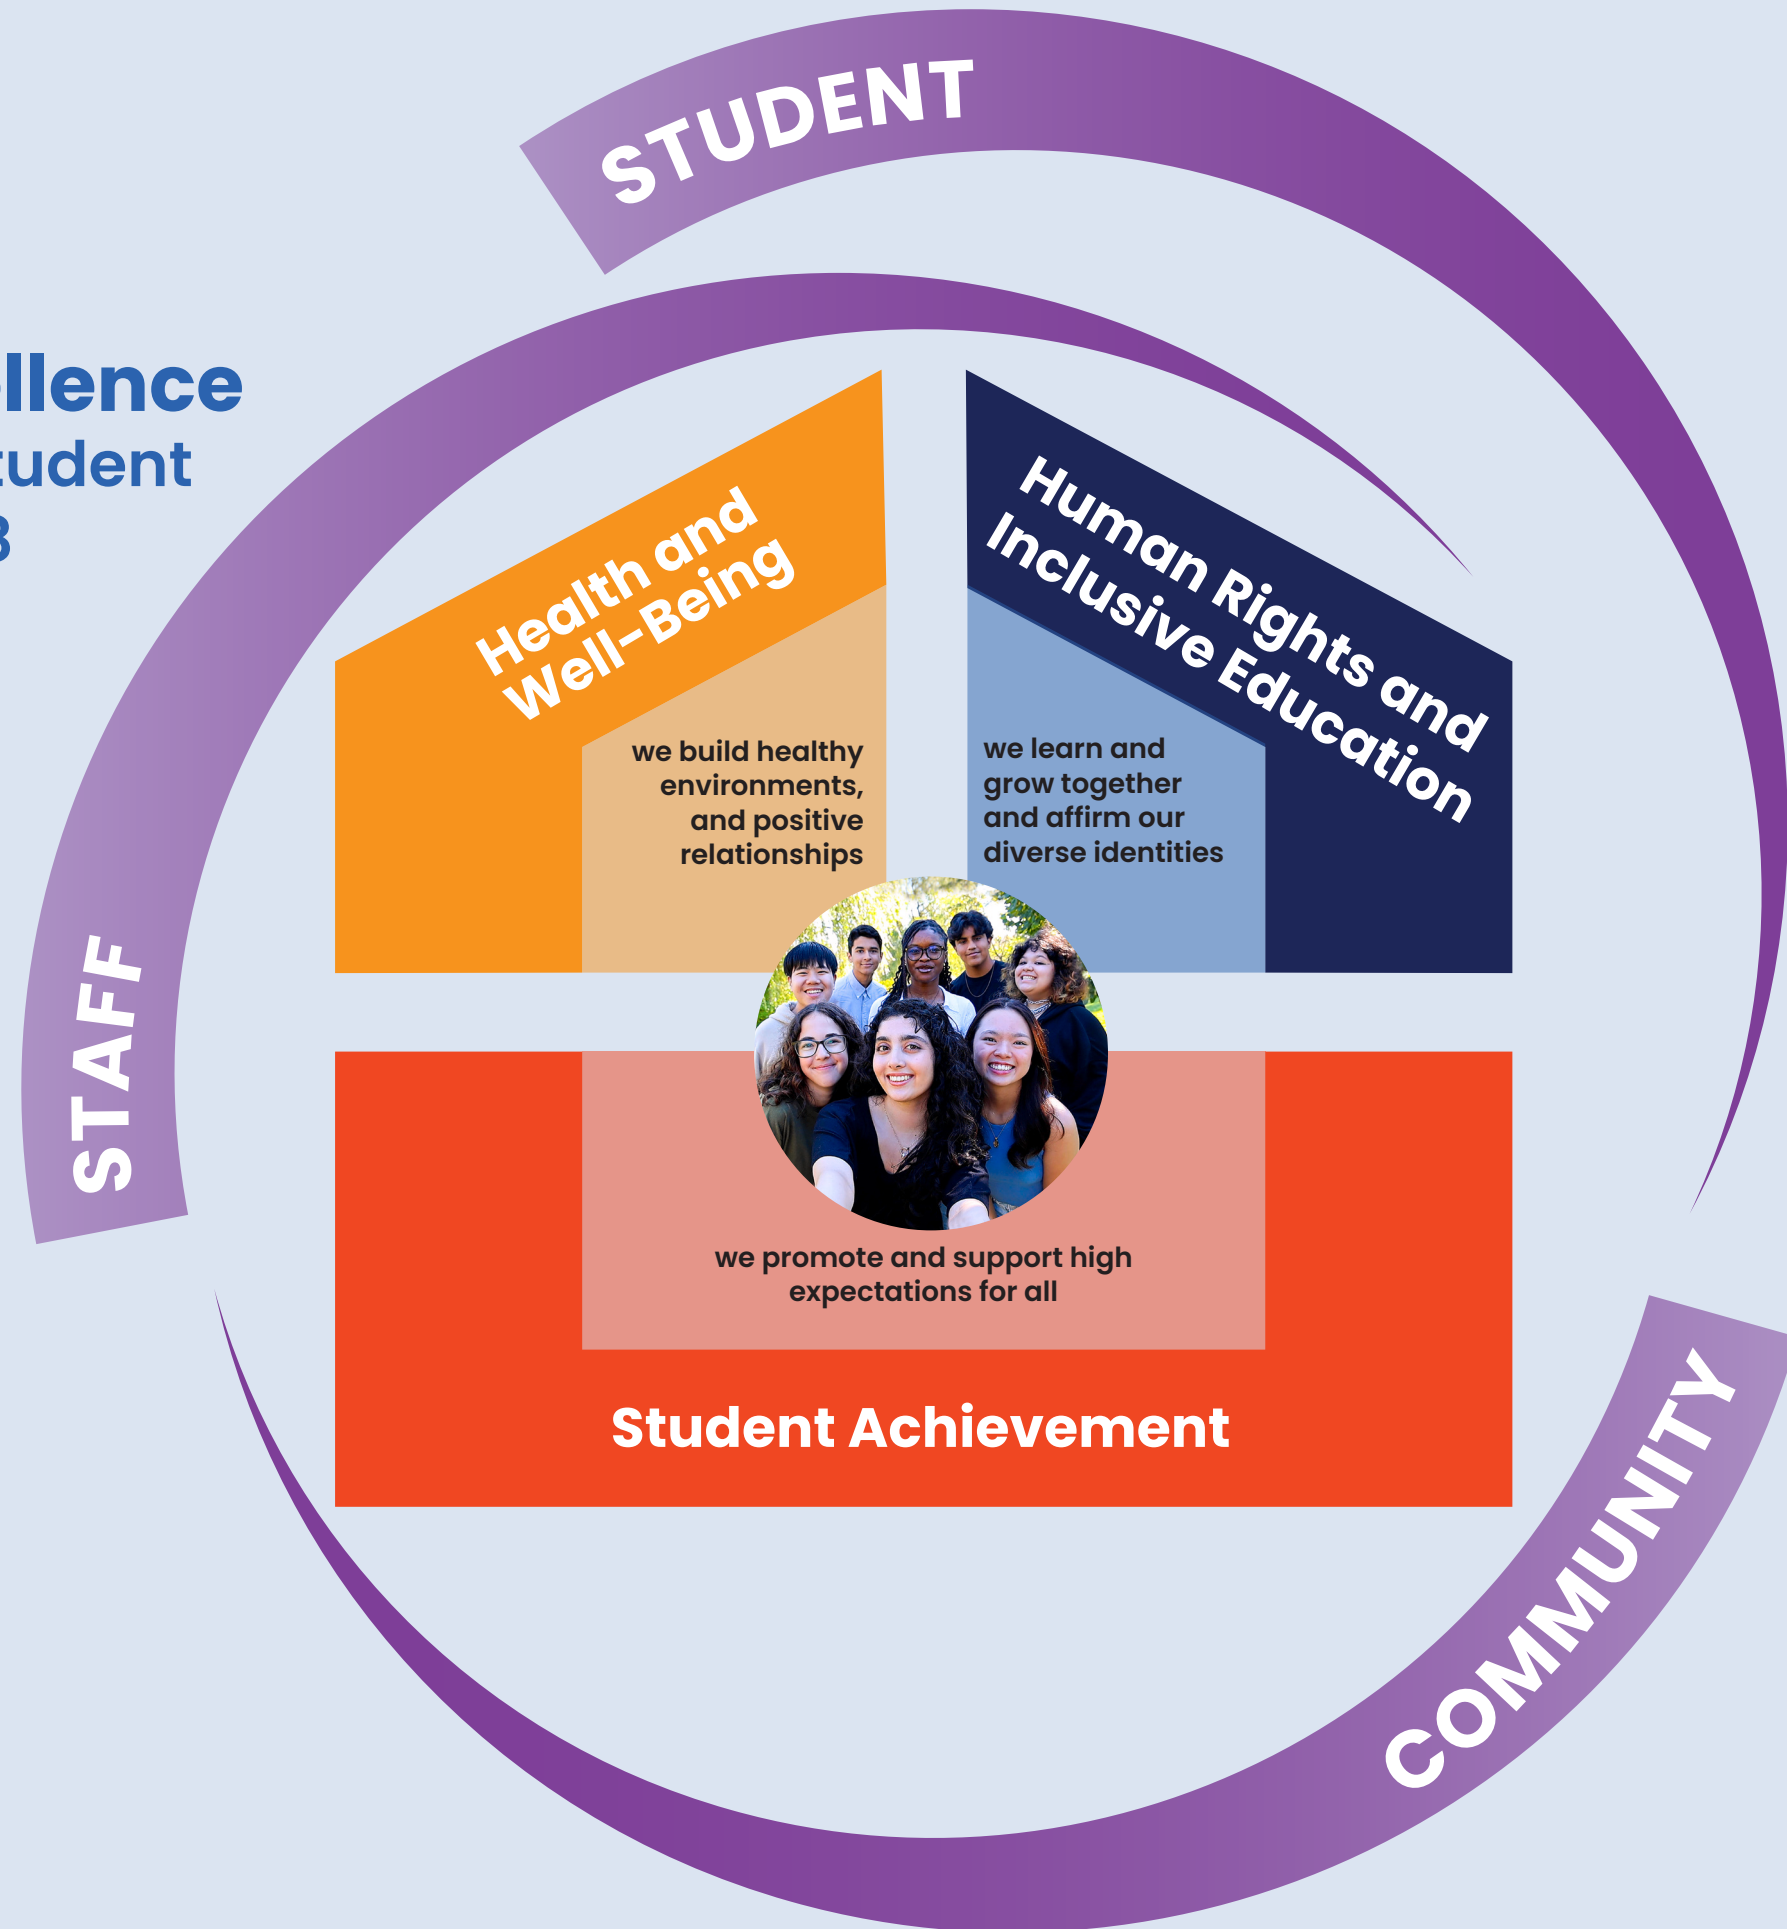 STUDENT
ellence
tudent
Health and
Well-Being
Human Rights and
Inclusive Education
we build healthy
environments,
and positive
relationships
we learn and
grow together
and affirm our
diverse identities
STAFF
we promote and support high
expectations for all
Student Achievement
COMMUNITY